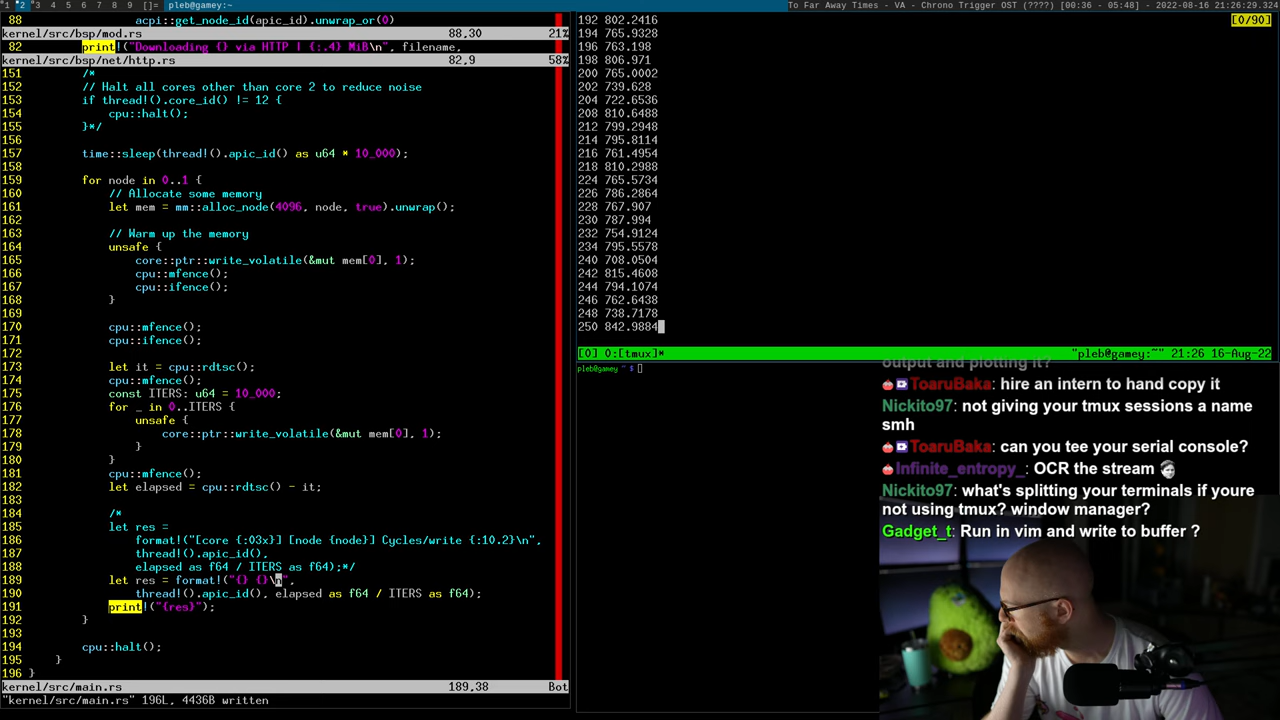 1 2 3 4 5 6 7 8 9 pleb@gamey:~ To Far Away Times - VA - Chrono Trigger OST (????) [00:36 - 05:48] - 2022-08-16 21:26:29.324
88 acpi::get_node_id(apic_id).unwrap_or(0)
kernel/src/bsp/mod.rs 88,30 21%
82 print!("Downloading {} via HTTP | {:.4} MiB\n", filename,
kernel/src/bsp/net/http.rs 82,9 58%
151 /*
152 // Halt all cores other than core 2 to reduce noise
153 if thread!().core_id() != 12 {
154 cpu::halt();
155 }*/
156
157 time::sleep(thread!().apic_id() as u64 * 10_000);
158
159 for node in 0..1 {
160 // Allocate some memory
161 let mem = mm::alloc_node(4096, node, true).unwrap();
162
163 // Warm up the memory
164 unsafe {
165 core::ptr::write_volatile(&mut mem[0], 1);
166 cpu::mfence();
167 cpu::ifence();
168 }
169
170 cpu::mfence();
171 cpu::ifence();
172
173 let it = cpu::rdtsc();
174 cpu::mfence();
175 const ITERS: u64 = 10_000;
176 for _ in 0..ITERS {
177 unsafe {
178 core::ptr::write_volatile(&mut mem[0], 1);
179 }
180 }
181 cpu::mfence();
182 let elapsed = cpu::rdtsc() - it;
183
184 /*
185 let res =
186 format!("[core {:03x}] [node {node}] Cycles/write {:10.2}\n",
187 thread!().apic_id(),
188 elapsed as f64 / ITERS as f64);*/
189 let res = format!("{} {}\n",
190 thread!().apic_id(), elapsed as f64 / ITERS as f64);
191 print!("{res}");
192 }
193
194 cpu::halt();
195 }
196 }
kernel/src/main.rs 189,38 Bot
"kernel/src/main.rs" 196L, 4436B written
[0/90]
192 802.2416
194 765.9328
196 763.198
198 806.971
200 765.0002
202 739.628
204 722.6536
208 810.6488
212 799.2948
214 795.8114
216 761.4954
218 810.2988
224 765.5734
226 786.2864
228 767.907
230 787.994
232 754.9124
234 795.5578
240 708.0504
242 815.4608
244 794.1074
246 762.6438
248 738.7178
250 842.9884
[0] 0:[tmux]* "pleb@gamey:~" 21:26 16-Aug-22
pleb@gamey ~ $
output and plotting it?
ToaruBaka: hire an intern to hand copy it
Nickito97: not giving your tmux sessions a name
smh
ToaruBaka: can you tee your serial console?
Infinite_entropy_: OCR the stream
Nickito97: what's splitting your terminals if youre
not using tmux? window manager?
Gadget_t: Run in vim and write to buffer ?